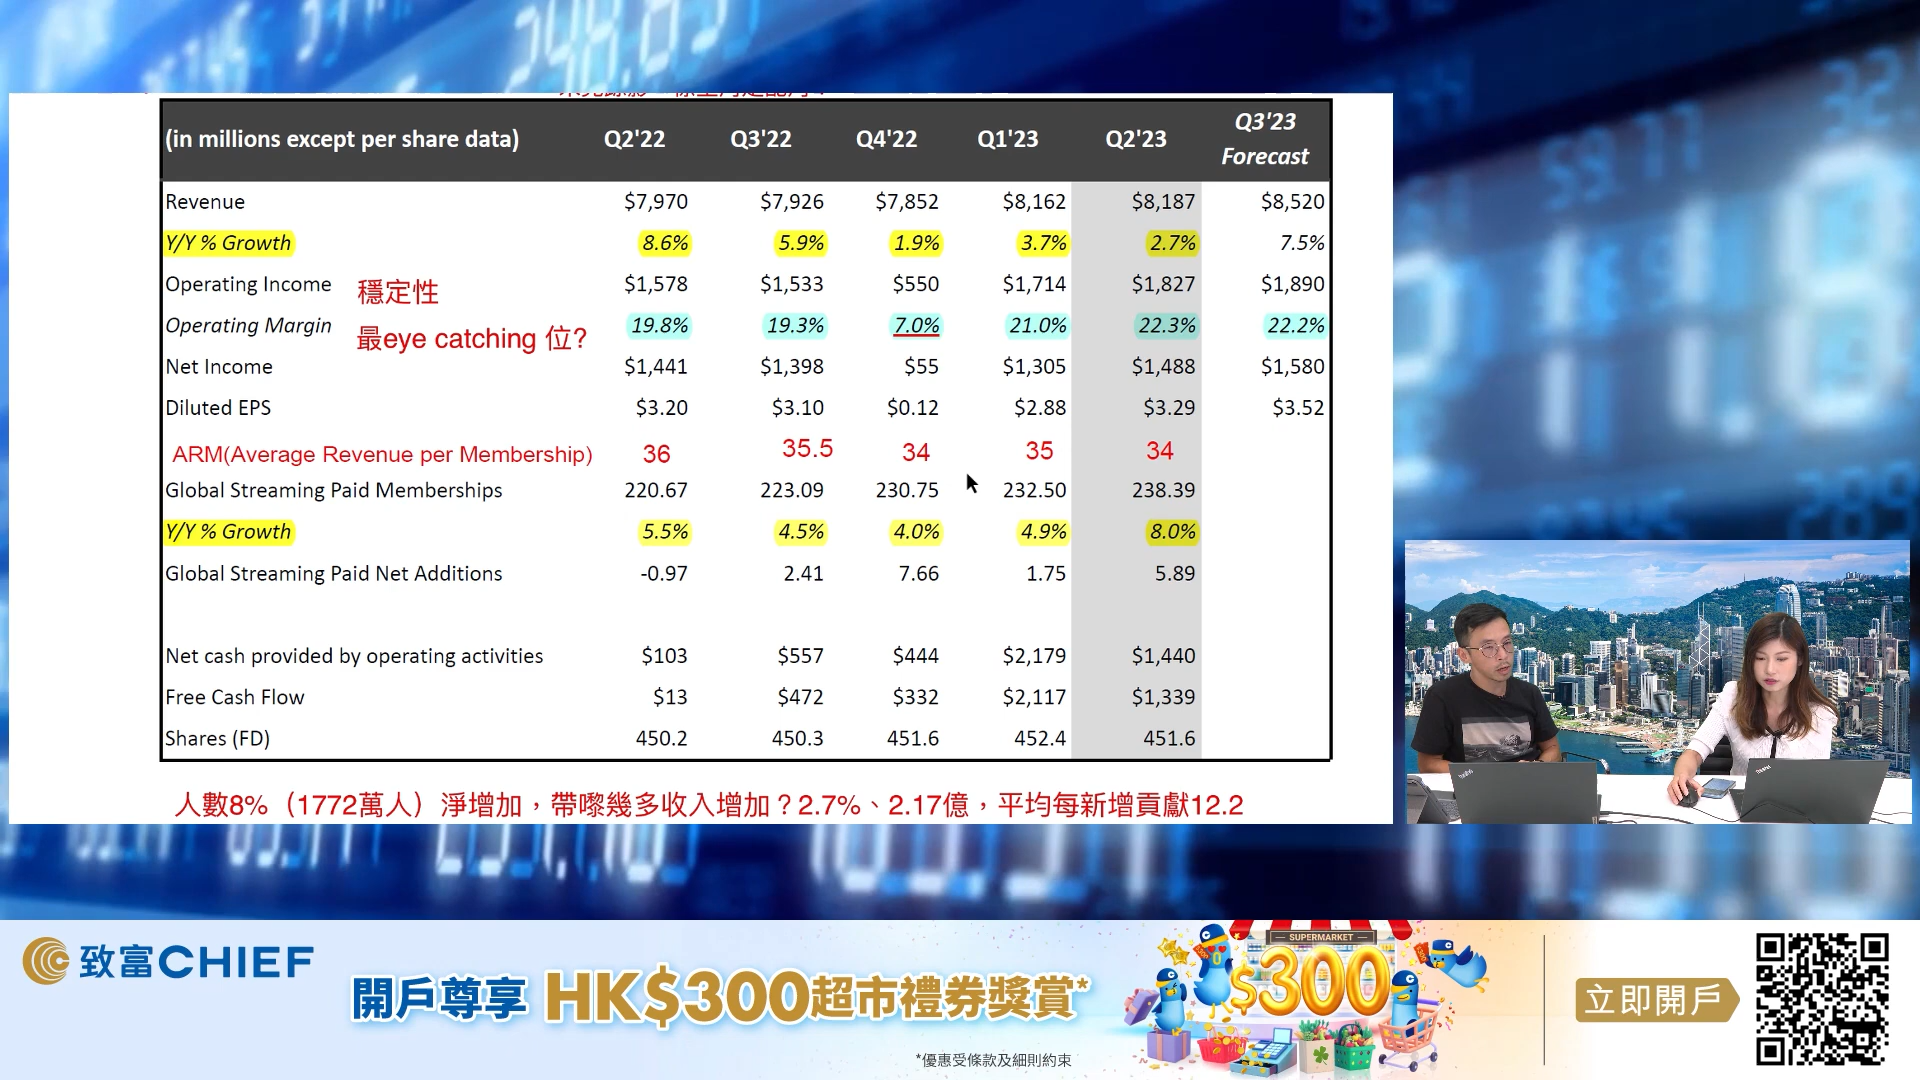 (in millions except per share data) Q2'22 Q3'22 Q4'22 Q1'23 Q2'23 Q3'23 Forecast
Revenue $7,970 $7,926 $7,852 $8,162 $8,187 $8,520
Y/Y % Growth 8.6% 5.9% 1.9% 3.7% 2.7% 7.5%
Operating Income $1,578 $1,533 $550 $1,714 $1,827 $1,890
穩定性
Operating Margin 19.8% 19.3% 7.0% 21.0% 22.3% 22.2%
最eye catching 位?
Net Income $1,441 $1,398 $55 $1,305 $1,488 $1,580
Diluted EPS $3.20 $3.10 $0.12 $2.88 $3.29 $3.52
ARM(Average Revenue per Membership) 36 35.5 34 35 34
Global Streaming Paid Memberships 220.67 223.09 230.75 232.50 238.39
Y/Y % Growth 5.5% 4.5% 4.0% 4.9% 8.0%
Global Streaming Paid Net Additions -0.97 2.41 7.66 1.75 5.89
Net cash provided by operating activities $103 $557 $444 $2,179 $1,440
Free Cash Flow $13 $472 $332 $2,117 $1,339
Shares (FD) 450.2 450.3 451.6 452.4 451.6
人數8%（1772萬人）淨增加，帶嚟幾多收入增加？2.7%、2.17億，平均每新增貢獻12.2
致富CHIEF
開戶尊享 HK$300超市禮券獎賞*
*優惠受條款及細則約束
SUPERMARKET
$300
立即開戶